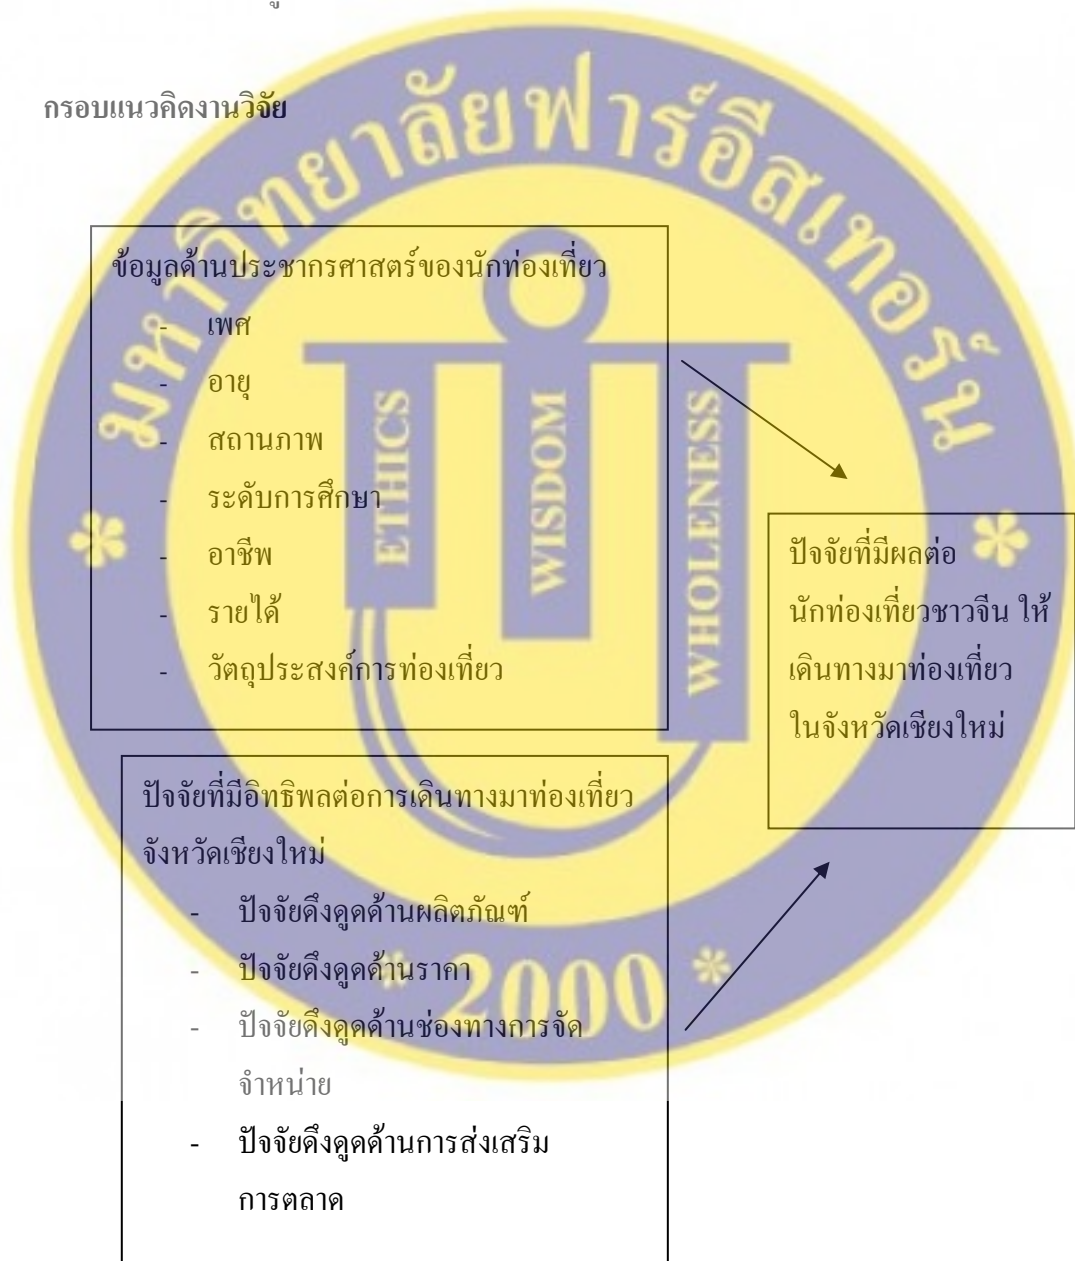 กรอบแนวคิดงานวิจัย
มหาวิทยาลัยฟาร์อีสเทอร์น
ข้อมูลด้านประชากรศาสตร์ของนักท่องเที่ยว
- เพศ
- อายุ
- สถานภาพ
- ระดับการศึกษา
- อาชีพ
- รายได้
- วัตถุประสงค์การท่องเที่ยว
ETHICS
WISDOM
WHOLENESS
ปัจจัยที่มีผลต่อ
นักท่องเที่ยวชาวจีน ให้
เดินทางมาท่องเที่ยว
ในจังหวัดเชียงใหม่
ปัจจัยที่มีอิทธิพลต่อการเดินทางมาท่องเที่ยว
จังหวัดเชียงใหม่
- ปัจจัยดึงดูดด้านผลิตภัณฑ์
- ปัจจัยดึงดูดด้านราคา
- ปัจจัยดึงดูดด้านช่องทางการจัด
จำหน่าย
- ปัจจัยดึงดูดด้านการส่งเสริม
การตลาด
* 2000 *